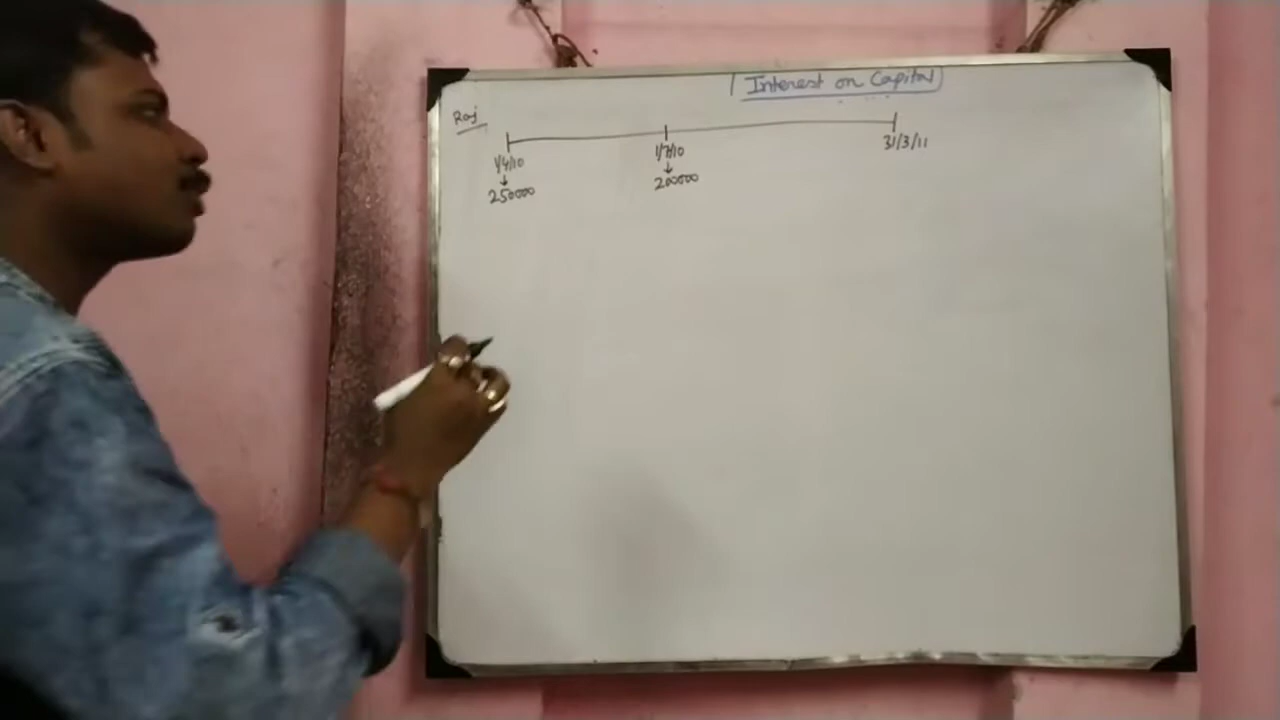 Interest on Capital
Raj
1/4/10 1/7/10 31/3/11
↓ ↓
250000 200000